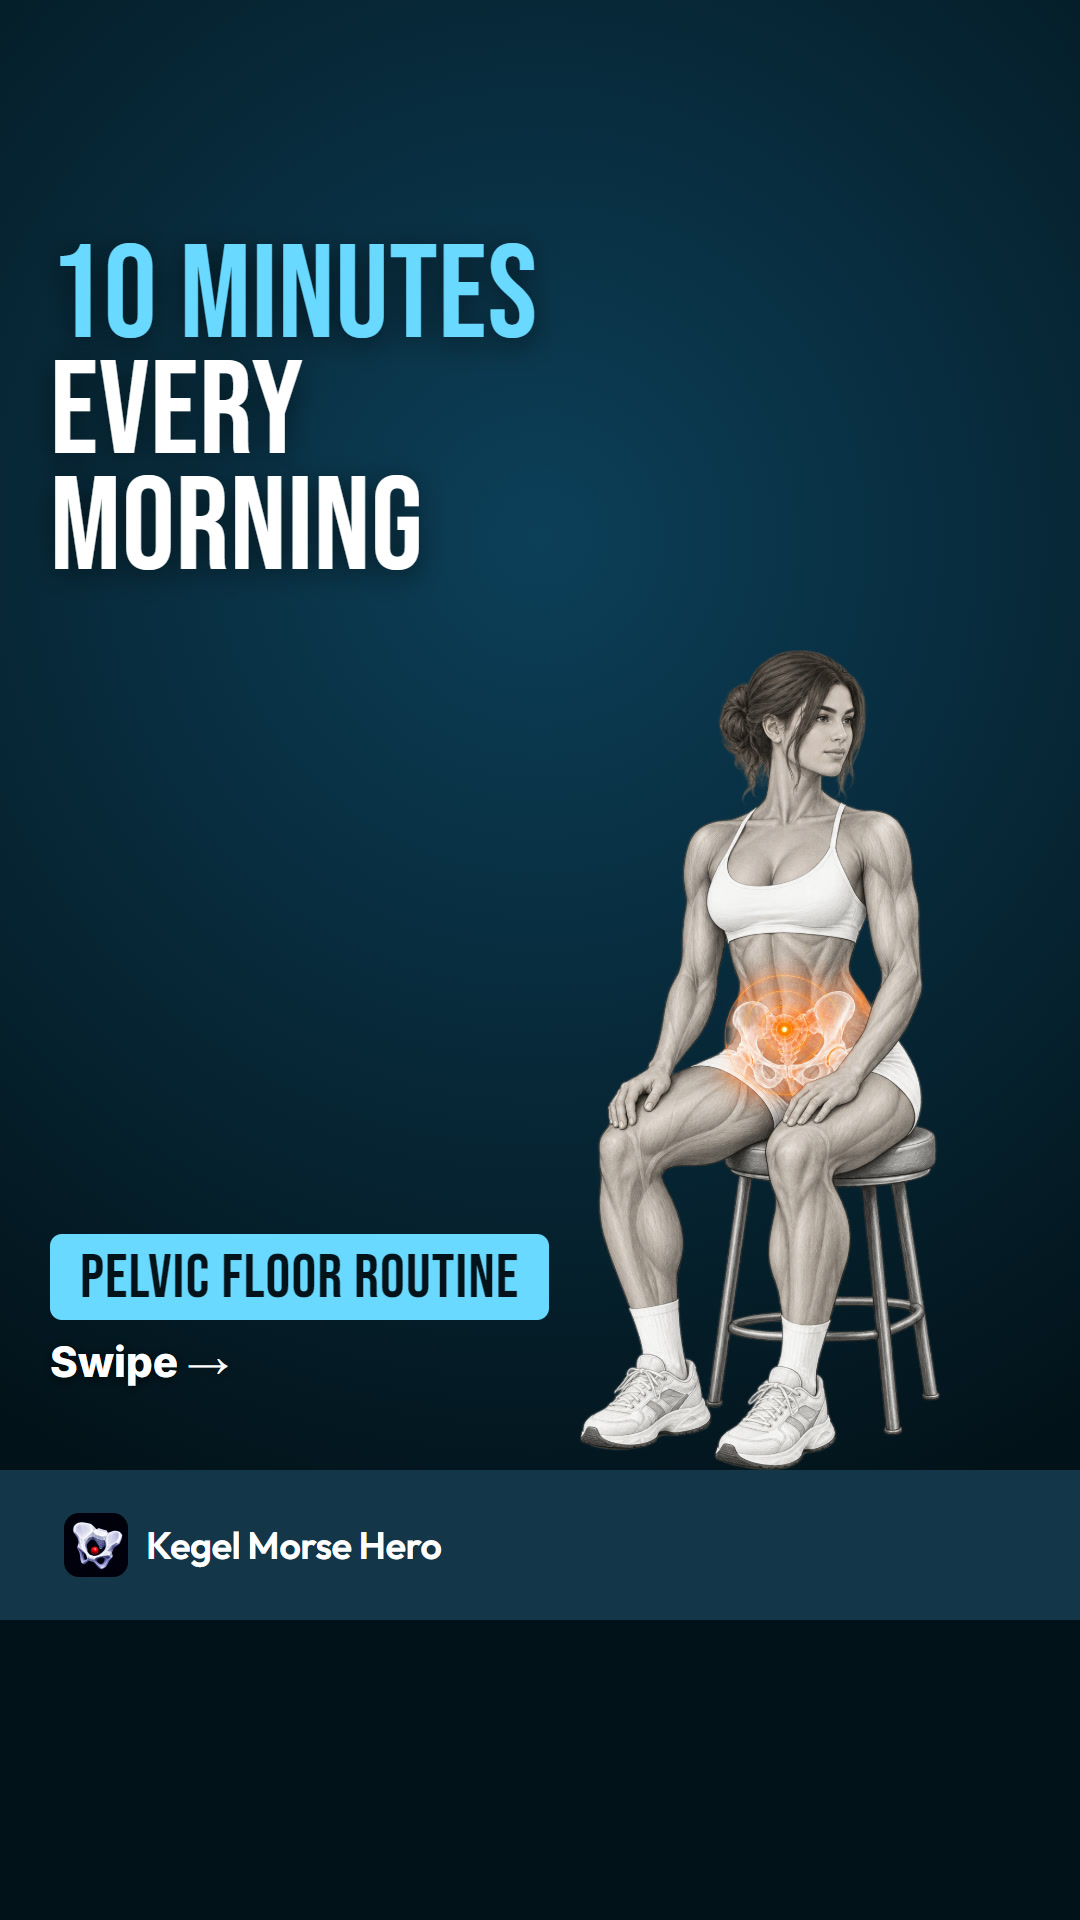 10 MINUTES
EVERY
MORNING
PELVIC FLOOR ROUTINE
Swipe →
Kegel Morse Hero